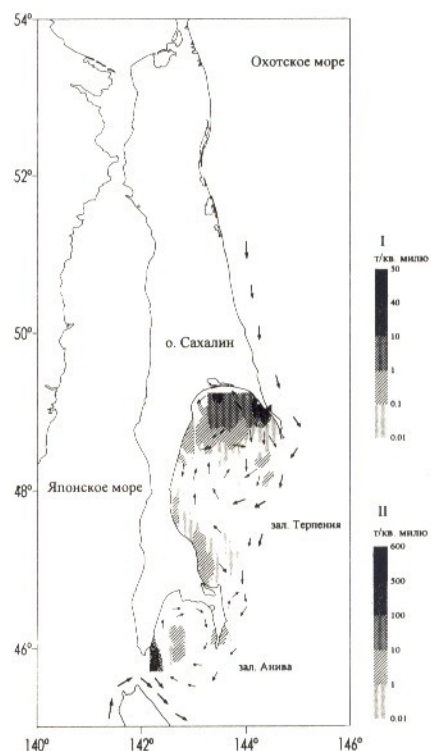 54°
Охотское море
52°
I
т/кв. милю
50
40
10
1
0.1
0.01
50°
о. Сахалин
48°
Японское море
зал. Терпения
II
т/кв. милю
600
500
100
10
1
0.01
46°
зал. Анива
140°
142°
144°
146°